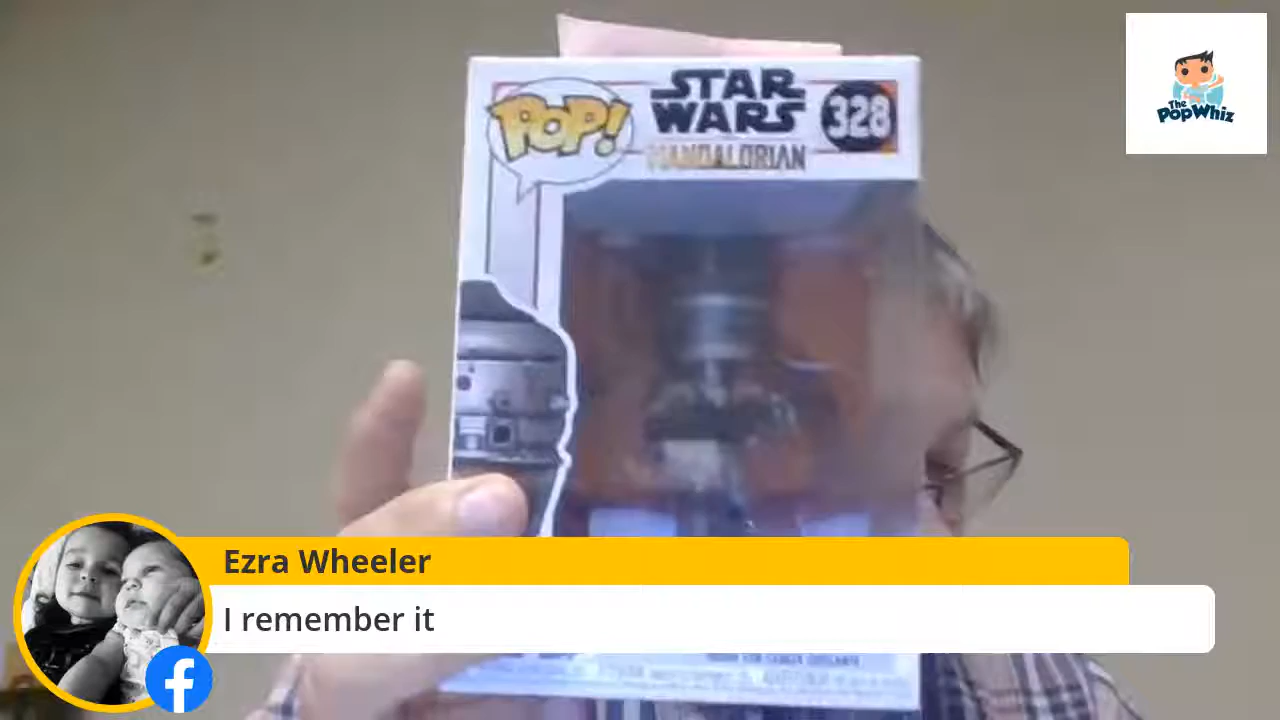 STAR
WARS
POP!
328
MANDALORIAN
The
PopWhiz
Ezra Wheeler
I remember it